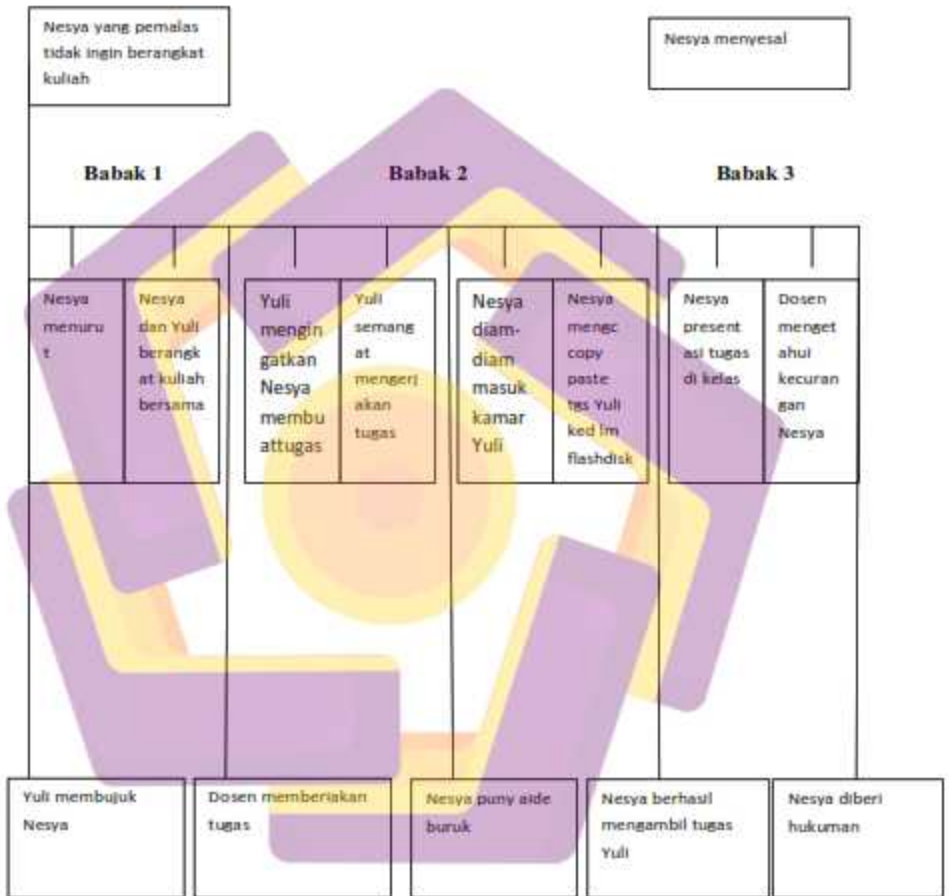 Nesya yang pemalas
tidak ingin berangkat
kuliah
Nesya menyesal
Babak 1
Babak 2
Babak 3
Nesya
menuru
t
Nesya
dan Yuli
berangk
at kuliah
bersama
Yuli
mengin
gatkan
Nesya
membu
attugas
Yuli
semang
at
mengerj
akan
tugas
Nesya
diam-
diam
masuk
kamar
Yuli
Nesya
mengc
copy
paste
tgs Yuli
ked lm
flashdisk
Nesya
present
asi tugas
di kelas
Dosen
menget
ahui
kecuran
gan
Nesya
Yuli membujuk
Nesya
Dosen memberiakan
tugas
Nesya puny aide
buruk
Nesya berhasil
mengambil tugas
Yuli
Nesya diberi
hukuman